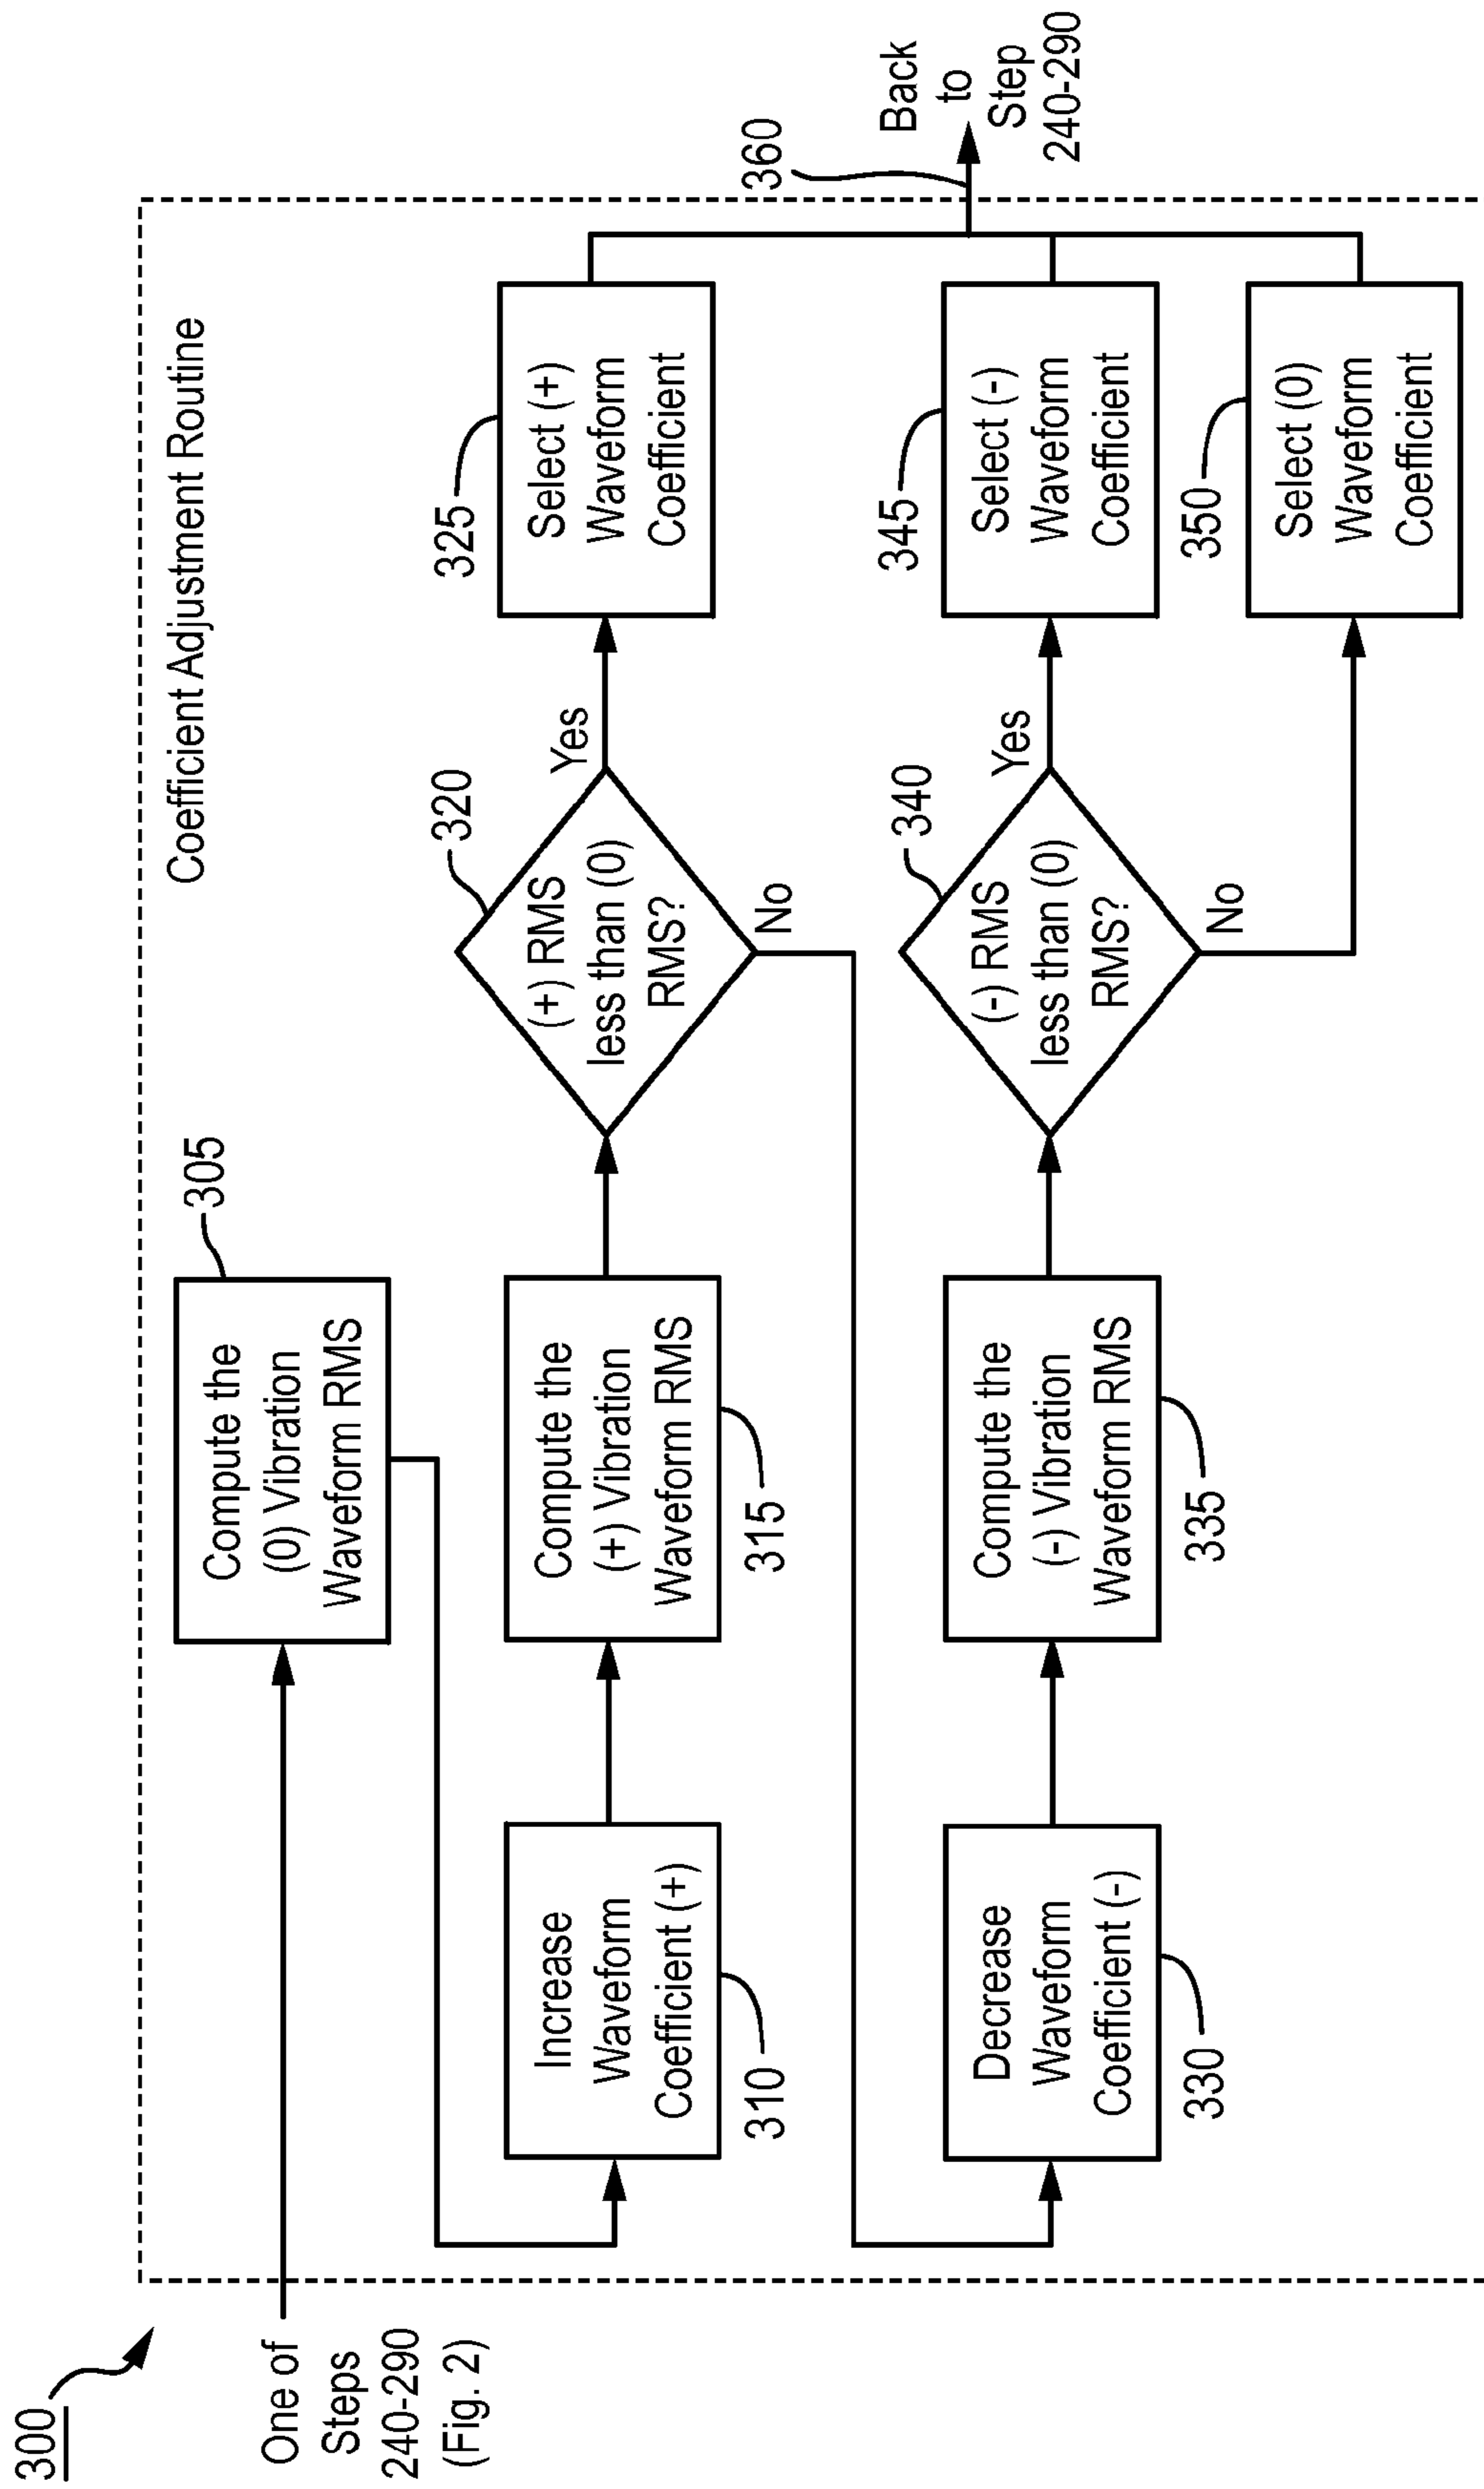 300
One of
Steps
240-290
(Fig. 2)
Coefficient Adjustment Routine
305
Compute the
(0) Vibration
Waveform RMS
Increase
Waveform
Coefficient (+)
310
Compute the
(+) Vibration
Waveform RMS
315
320
(+) RMS
less than (0)
RMS?
Yes
No
325
Select (+)
Waveform
Coefficient
Decrease
Waveform
Coefficient (-)
330
Compute the
(-) Vibration
Waveform RMS
335
340
(-) RMS
less than (0)
RMS?
Yes
No
345
Select (-)
Waveform
Coefficient
350
Select (0)
Waveform
Coefficient
360
Back
to
Step
240-290